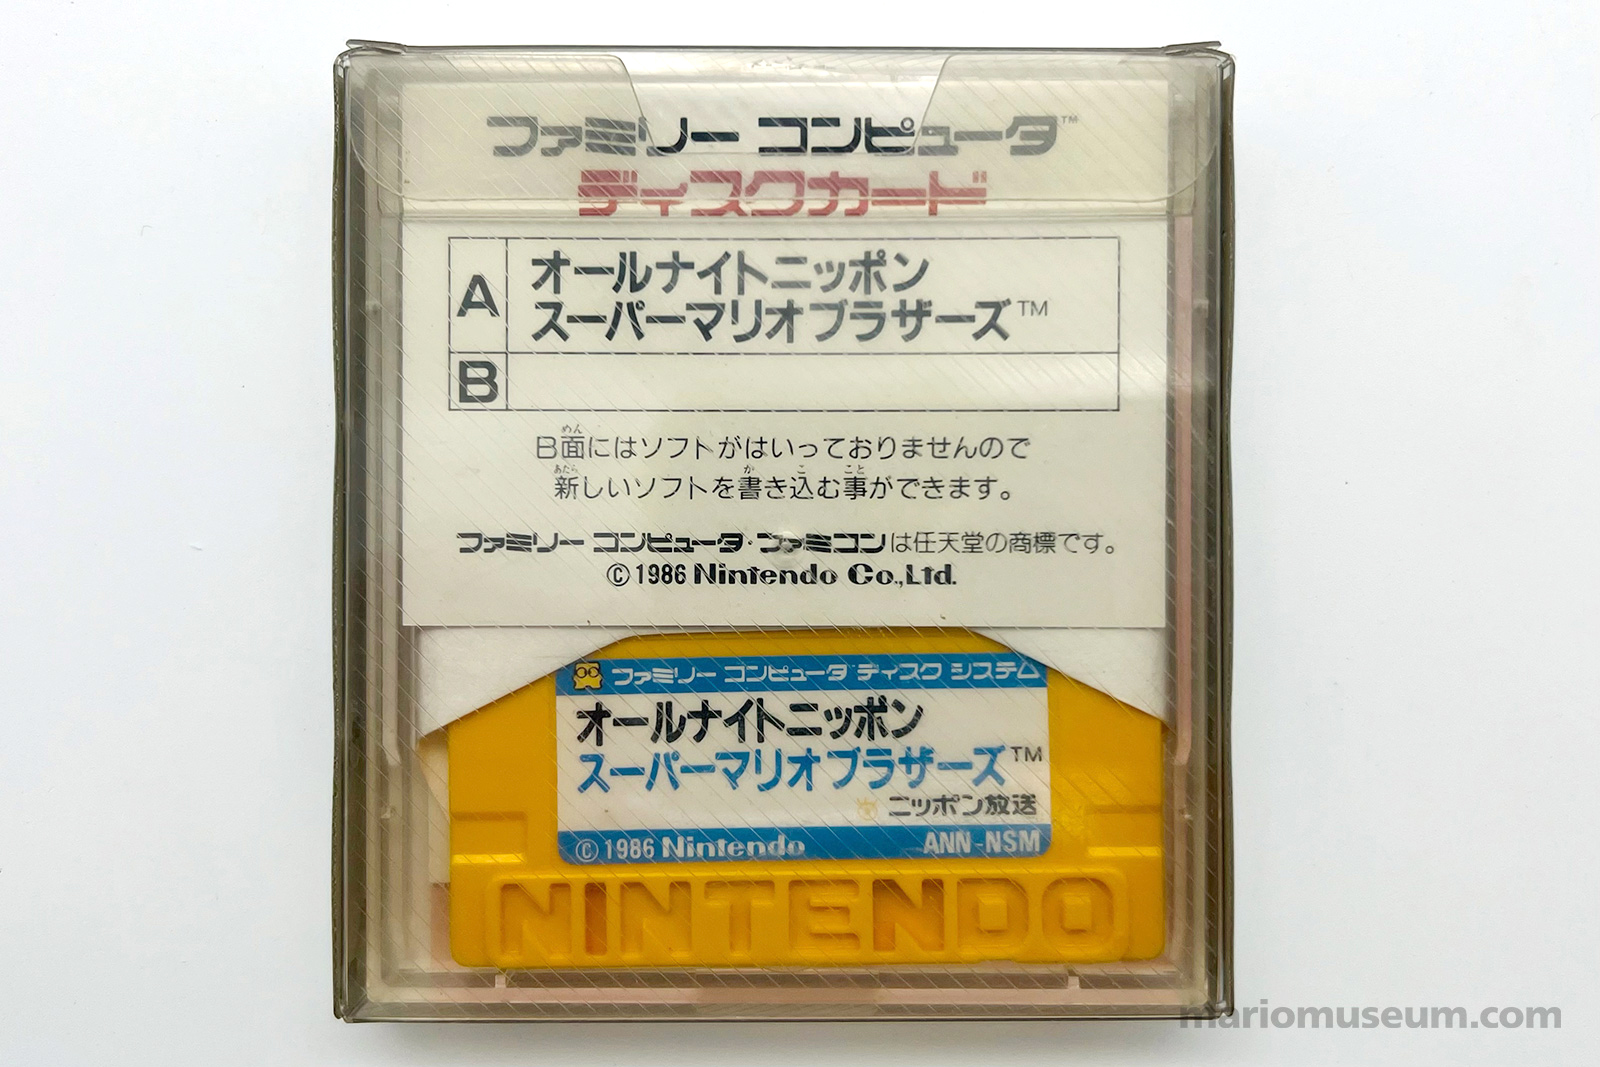 ファミリー コンピュータ™
ディスクカード
A
オールナイトニッポン
スーパーマリオブラザーズ™
B
B面にはソフトがはいっておりませんので
新しいソフトを書き込む事ができます。
ファミリー コンピュータ・ファミコンは任天堂の商標です。
©1986 Nintendo Co.,Ltd.
ファミリー コンピュータ ディスク システム
オールナイトニッポン
スーパーマリオブラザーズ™
ニッポン放送
©1986 Nintendo ANN-NSM
NINTENDO
mariomuseum.com